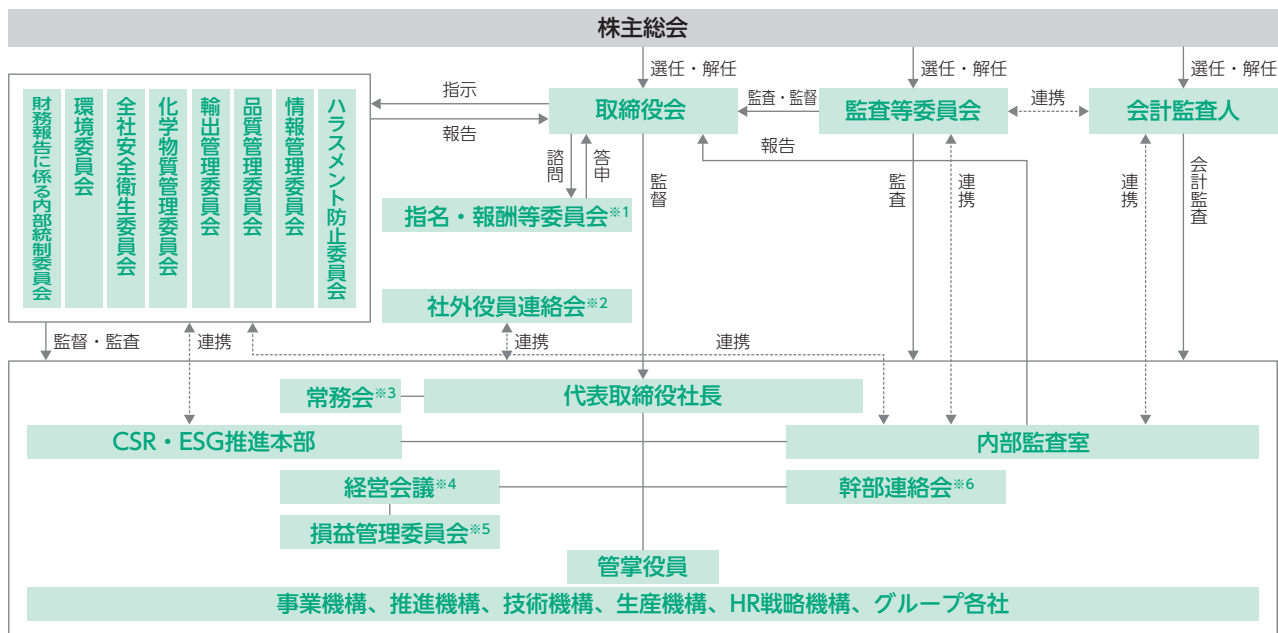 株主総会
選任・解任
選任・解任
選任・解任
指示
報告
取締役会
監査・監督
監査等委員会
連携
会計監査人
財務報告に係る内部統制委員会
環境委員会
全社安全衛生委員会
化学物質管理委員会
輸出管理委員会
品質管理委員会
情報管理委員会
ハラスメント防止委員会
諮問
答申
監督
報告
監査
連携
連携
会計監査
指名・報酬等委員会※1
社外役員連絡会※2
監督・監査
連携
連携
連携
常務会※3
代表取締役社長
CSR・ESG推進本部
内部監査室
経営会議※4
幹部連絡会※6
損益管理委員会※5
管掌役員
事業機構、推進機構、技術機構、生産機構、HR戦略機構、グループ各社